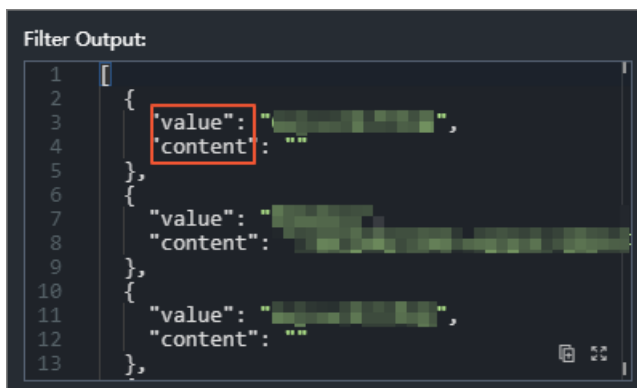 Filter Output:
1 [
2 {
3 "value": "",
4 "content": ""
5 },
6 {
7 "value": "
8 "content":
9 },
10 {
11 "value": "",
12 "content": ""
13 },